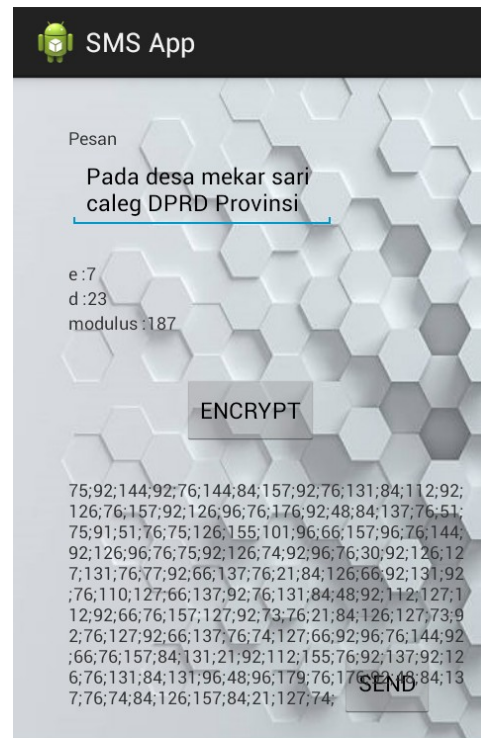 SMS App
Pesan
Pada desa mekar sari
caleg DPRD Provinsi
e :7
d :23
modulus :187
ENCRYPT
75;92;144;92;76;144;84;157;92;76;131;84;112;92;
126;76;157;92;126;96;76;176;92;48;84;137;76;51;
75;91;51;76;75;126;155;101;96;66;157;96;76;144;
92;126;96;76;75;92;126;74;92;96;76;30;92;126;12
7;131;76;77;92;66;137;76;21;84;126;66;92;131;92
;76;110;127;66;137;92;76;131;84;48;92;112;127;1
12;92;66;76;157;127;92;73;76;21;84;126;127;73;9
2;76;127;92;66;137;76;74;127;66;92;96;76;144;92
;66;76;157;84;131;21;92;112;155;76;92;137;92;12
6;76;131;84;131;96;48;96;179;76;176;92;48;84;13
7;76;74;84;126;157;84;21;127;74;
SEND